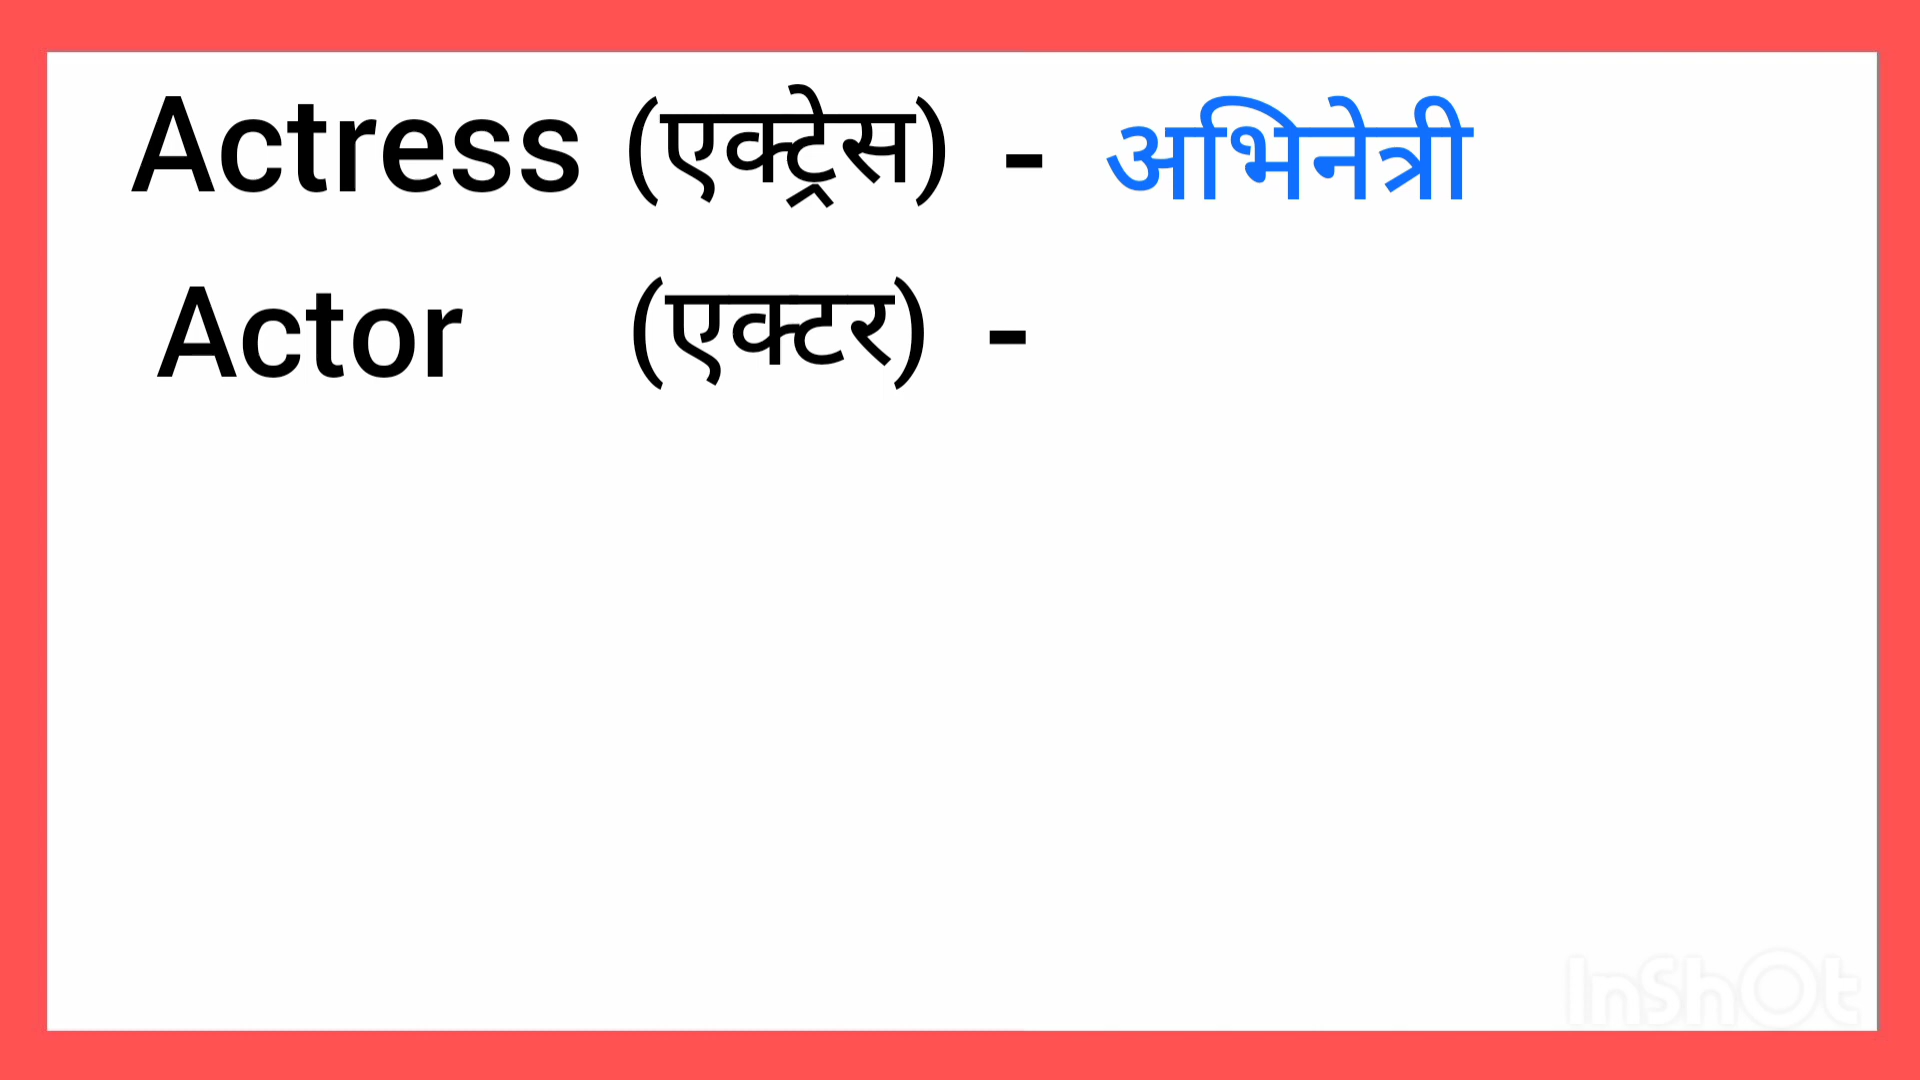 Actress (एक्ट्रेस) - अभिनेत्री
Actor (एक्टर) -
InShOt